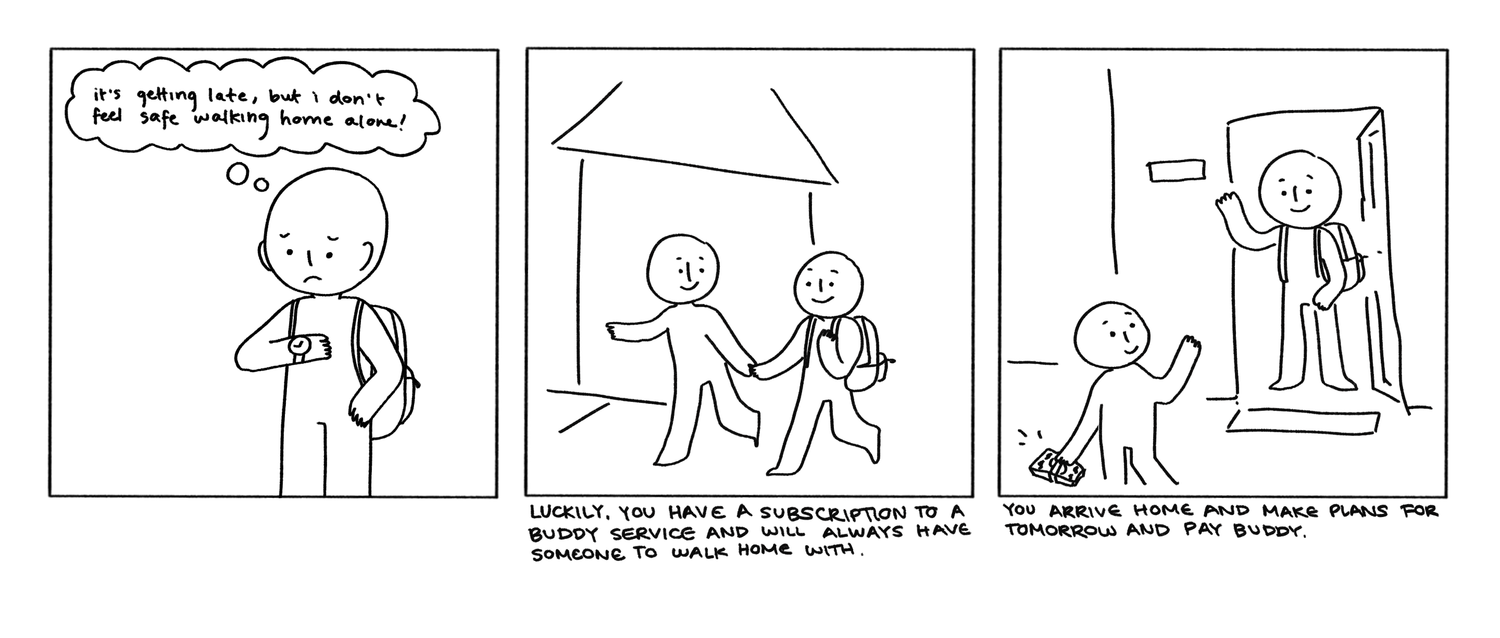 it's getting late, but i don't
feel safe walking home alone!
LUCKILY, YOU HAVE A SUBSCRIPTION TO A
BUDDY SERVICE AND WILL ALWAYS HAVE
SOMEONE TO WALK HOME WITH.
YOU ARRIVE HOME AND MAKE PLANS FOR
TOMORROW AND PAY BUDDY.